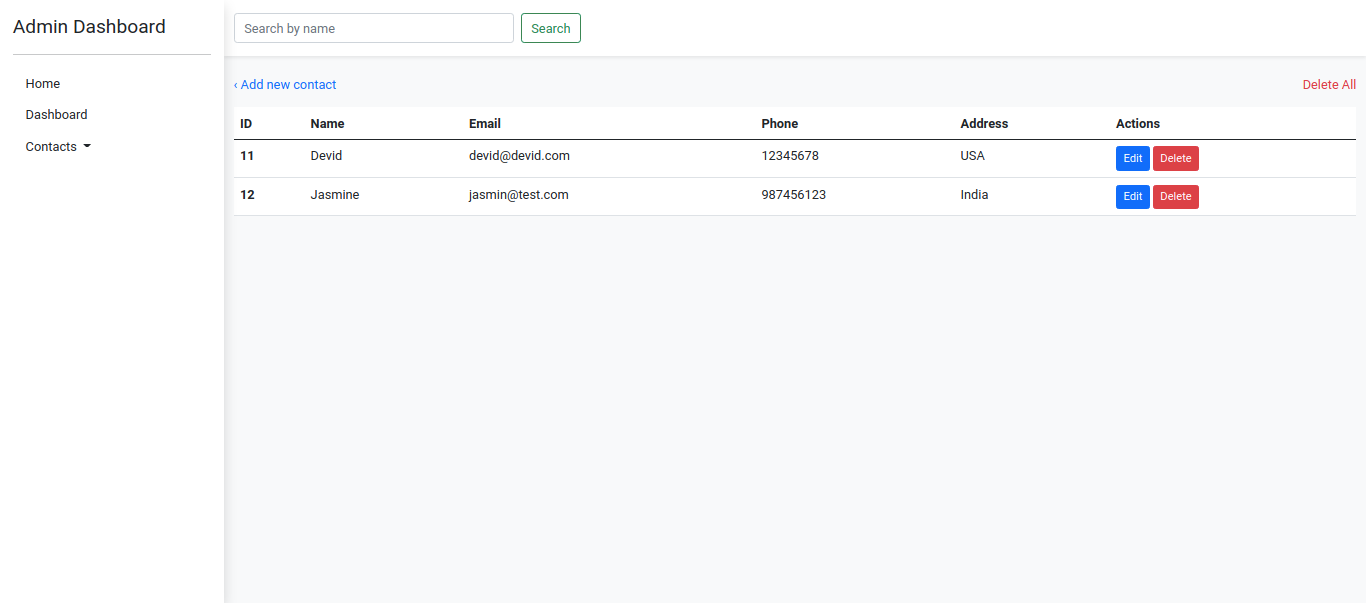 Admin Dashboard
Home
Dashboard
Contacts
Search by name Search
‹ Add new contact Delete All
ID Name Email Phone Address Actions
11 Devid devid@devid.com 12345678 USA Edit Delete
12 Jasmine jasmin@test.com 987456123 India Edit Delete